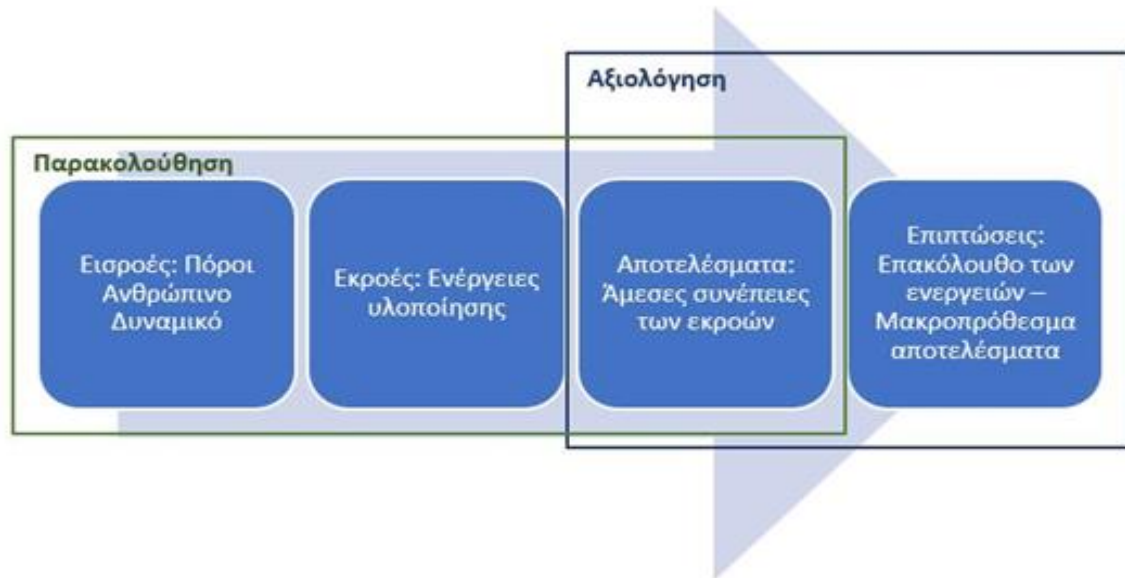 Αξιολόγηση
Παρακολούθηση
Εισροές: Πόροι
Ανθρώπινο
Δυναμικό
Εκροές: Ενέργειες
υλοποίησης
Αποτελέσματα:
Άμεσες συνέπειες
των εκροών
Επιπτώσεις:
Επακόλουθο των
ενεργειών –
Μακροπρόθεσμα
αποτελέσματα